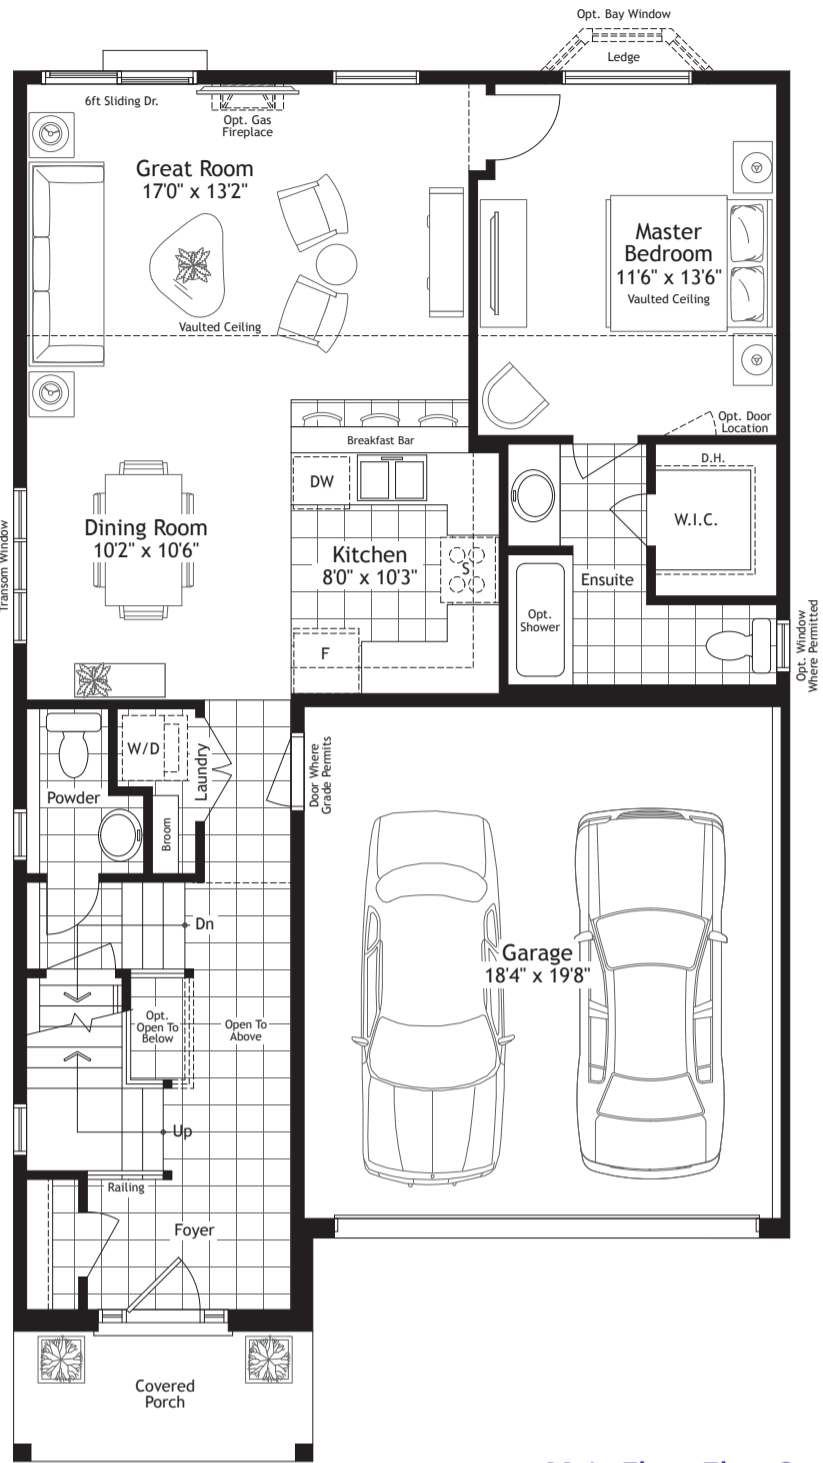 Opt. Bay Window
Ledge
6ft Sliding Dr.
Opt. Gas
Fireplace
Great Room
17'0" x 13'2"
Vaulted Ceiling
Master
Bedroom
11'6" x 13'6"
Vaulted Ceiling
Opt. Door
Location
Breakfast Bar
DW
D.H.
W.I.C.
Transom Window
Dining Room
10'2" x 10'6"
Kitchen
8'0" x 10'3"
S
Ensuite
Opt.
Shower
F
Opt. Window
Where Permitted
W/D
Laundry
Door Where
Grade Permits
Powder
Broom
Dn
Garage
18'4" x 19'8"
Opt.
Open To
Below
Open To
Above
Up
Railing
Foyer
Covered
Porch